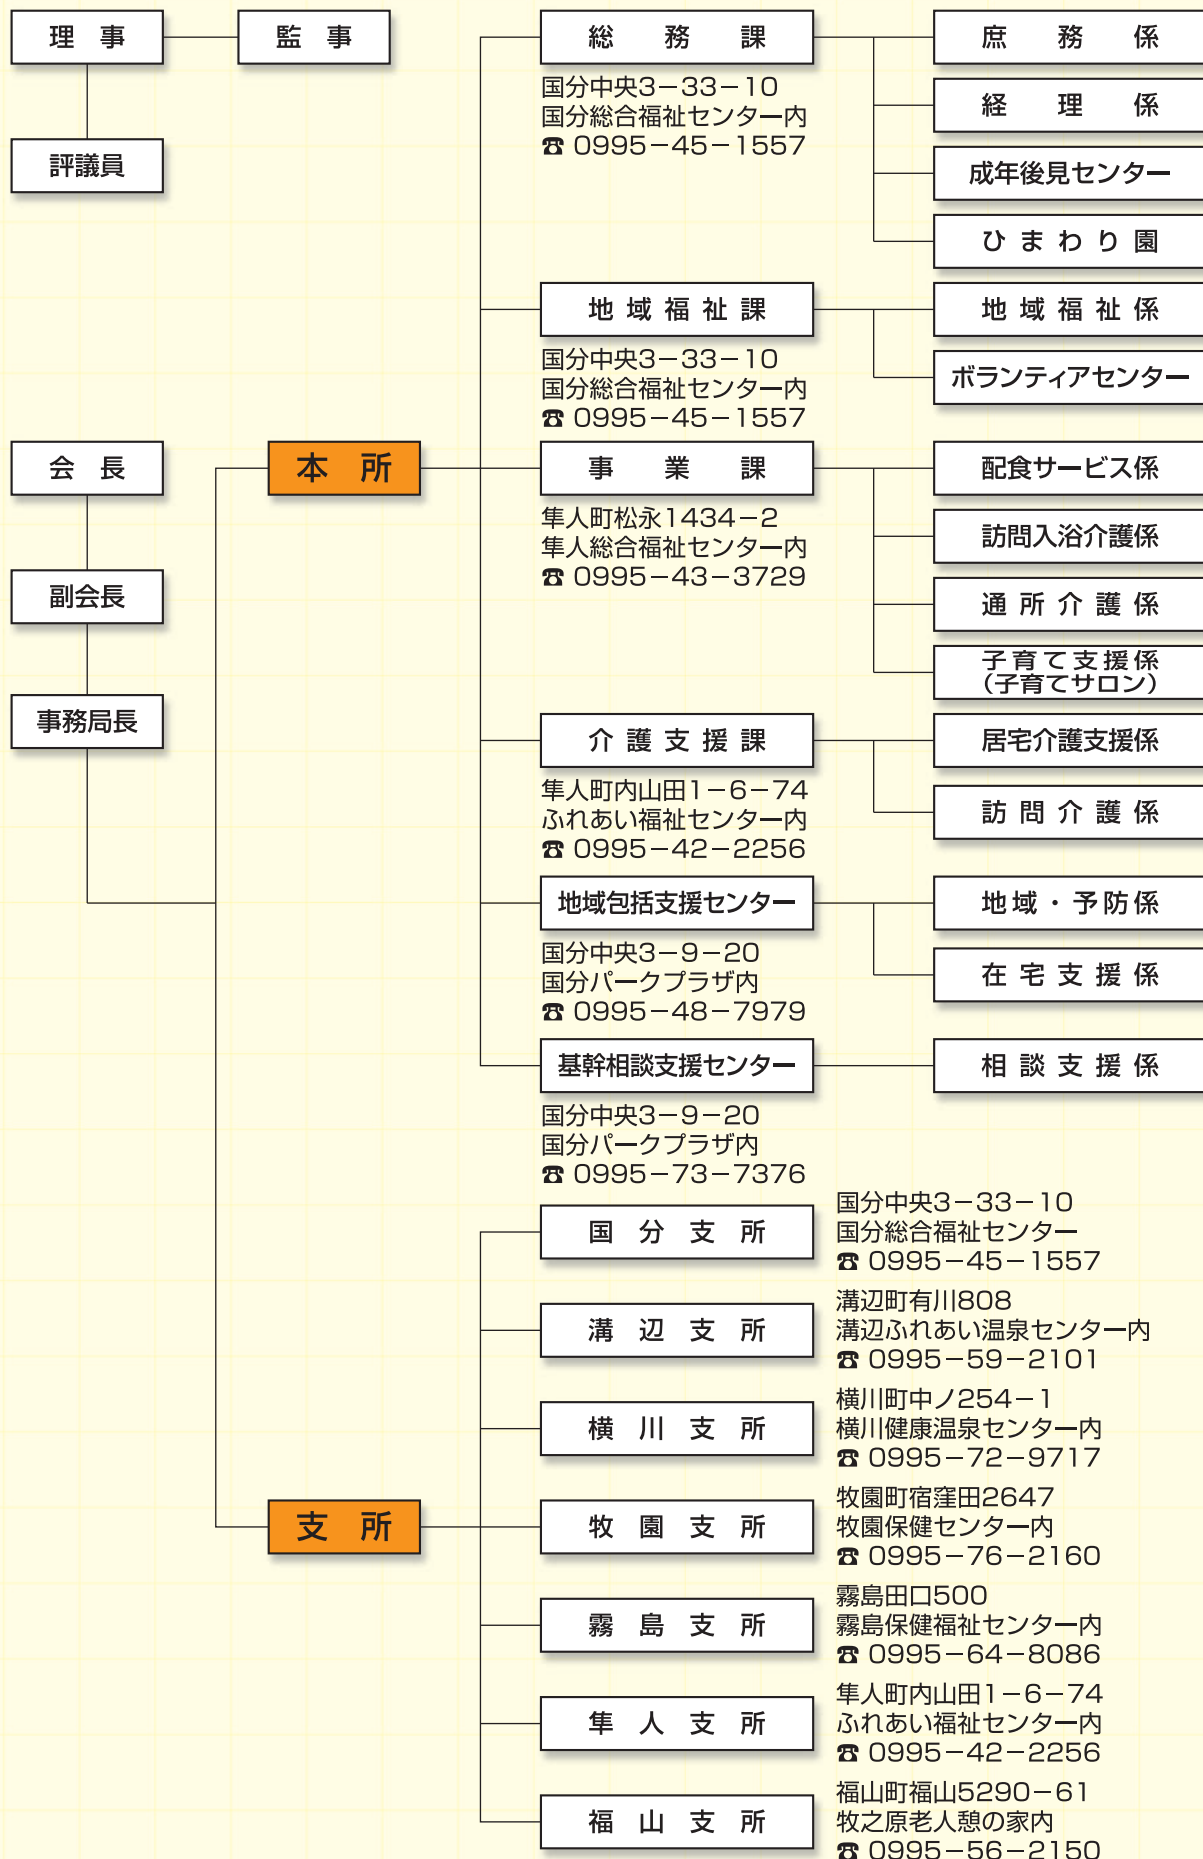 理事
監事
評議員
会長
副会長
事務局長
本所
総務課
国分中央3−33−10
国分総合福祉センター内
☎ 0995−45−1557
庶務係
経理係
成年後見センター
ひまわり園
地域福祉課
国分中央3−33−10
国分総合福祉センター内
☎ 0995−45−1557
地域福祉係
ボランティアセンター
事業課
隼人町松永1434−2
隼人総合福祉センター内
☎ 0995−43−3729
配食サービス係
訪問入浴介護係
通所介護係
子育て支援係
（子育てサロン）
介護支援課
隼人町内山田1−6−74
ふれあい福祉センター内
☎ 0995−42−2256
居宅介護支援係
訪問介護係
地域包括支援センター
国分中央3−9−20
国分パークプラザ内
☎ 0995−48−7979
地域・予防係
在宅支援係
基幹相談支援センター
国分中央3−9−20
国分パークプラザ内
☎ 0995−73−7376
相談支援係
支所
国分支所
国分中央3−33−10
国分総合福祉センター
☎ 0995−45−1557
溝辺支所
溝辺町有川808
溝辺ふれあい温泉センター内
☎ 0995−59−2101
横川支所
横川町中ノ254−1
横川健康温泉センター内
☎ 0995−72−9717
牧園支所
牧園町宿窪田2647
牧園保健センター内
☎ 0995−76−2160
霧島支所
霧島田口500
霧島保健福祉センター内
☎ 0995−64−8086
隼人支所
隼人町内山田1−6−74
ふれあい福祉センター内
☎ 0995−42−2256
福山支所
福山町福山5290−61
牧之原老人憩の家内
☎ 0995−56−2150